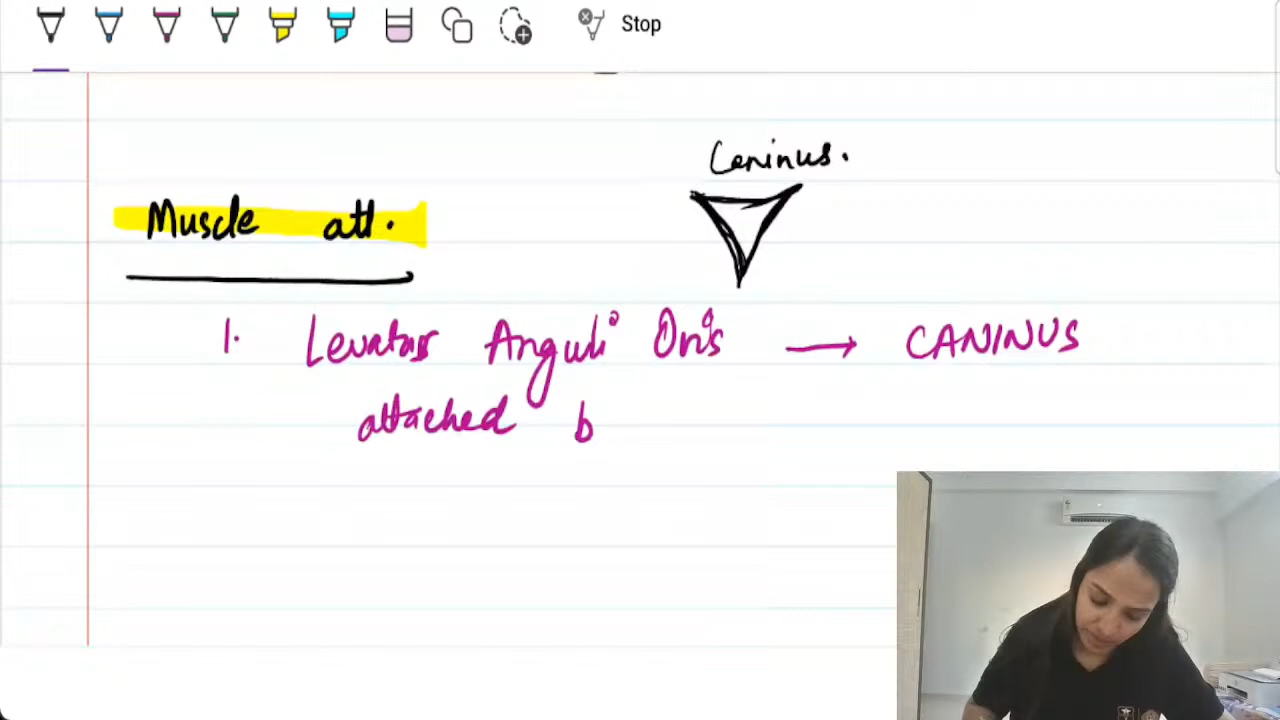 Stop
Caninus.
Muscle att.
1. Levator Anguli Oris → CANINUS
attached b